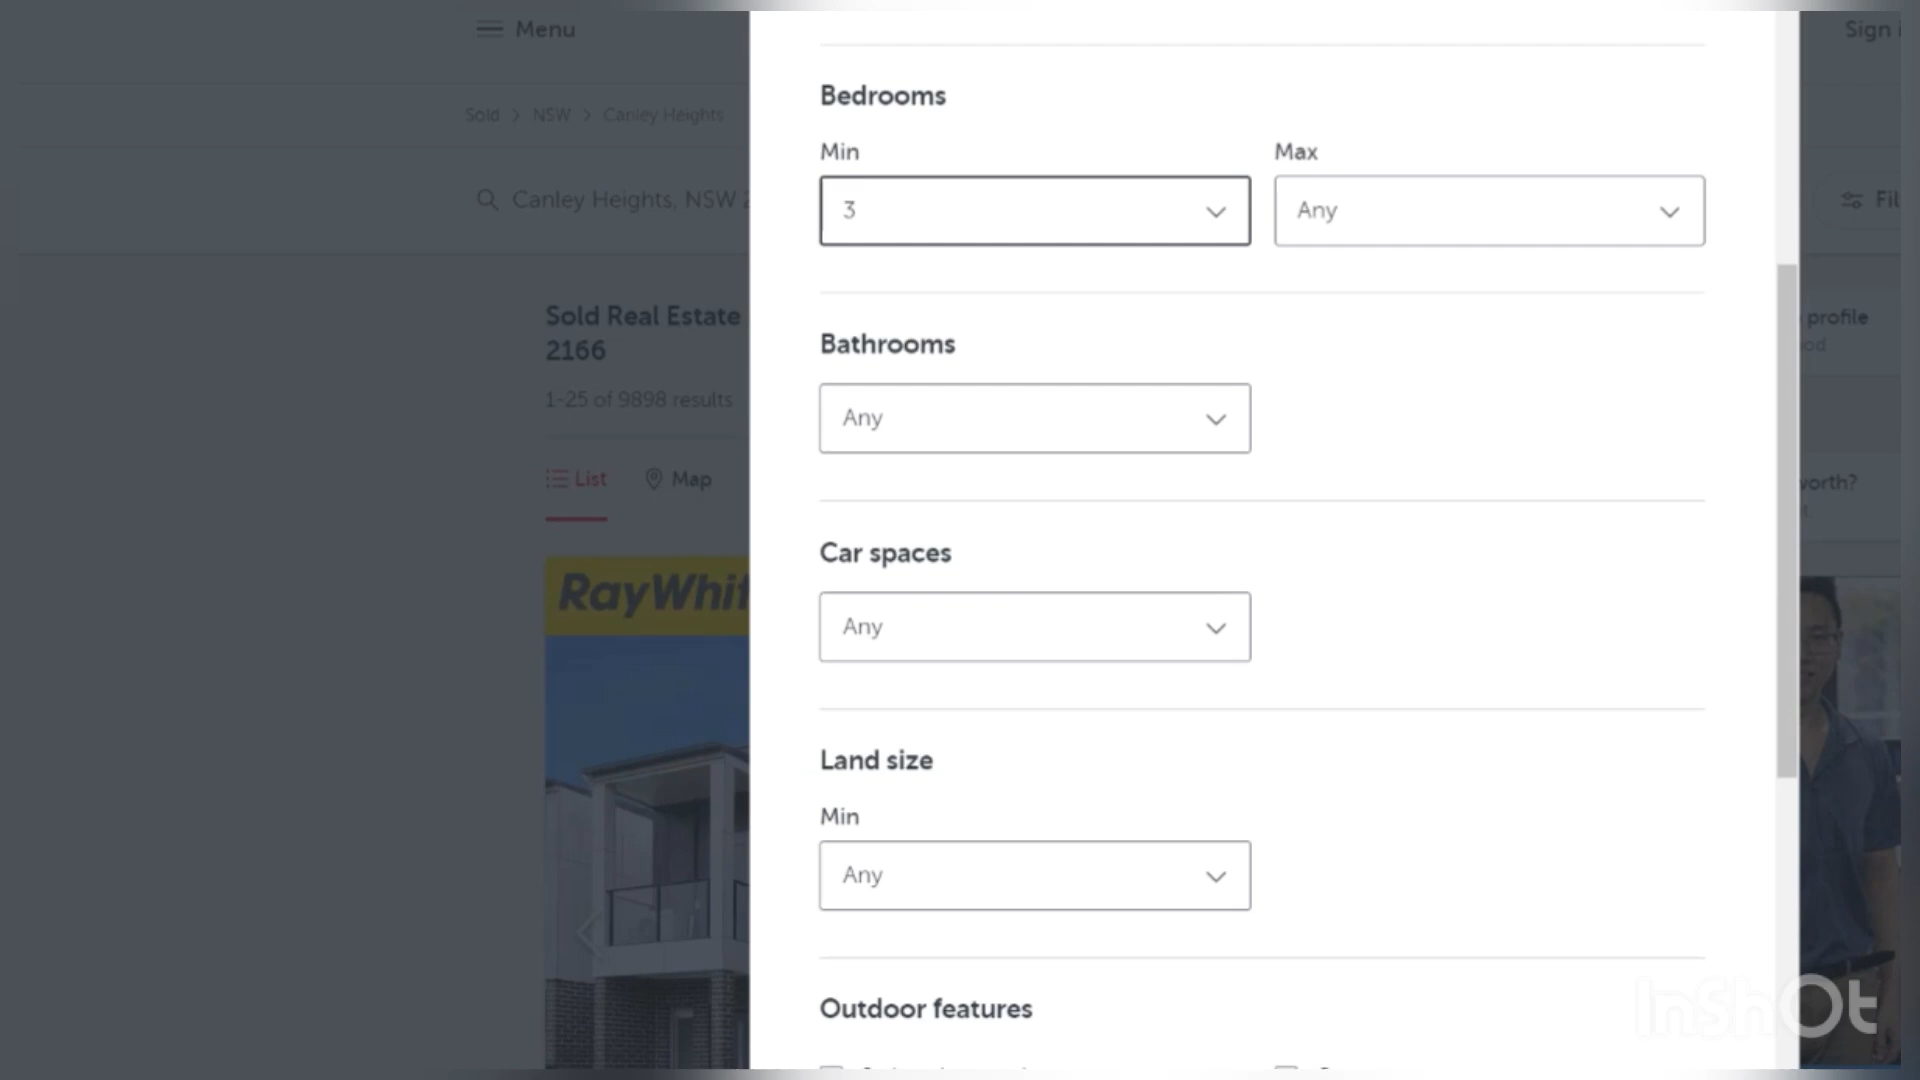 Menu
Sign
Sold > NSW > Canley Heights
Canley Heights, NSW
Sold Real Estate
2166
1-25 of 9898 results
List
Map
RayWhit
profile
worth?
Bedrooms
Min
Max
3
Any
Bathrooms
Any
Car spaces
Any
Land size
Min
Any
Outdoor features
InShOt